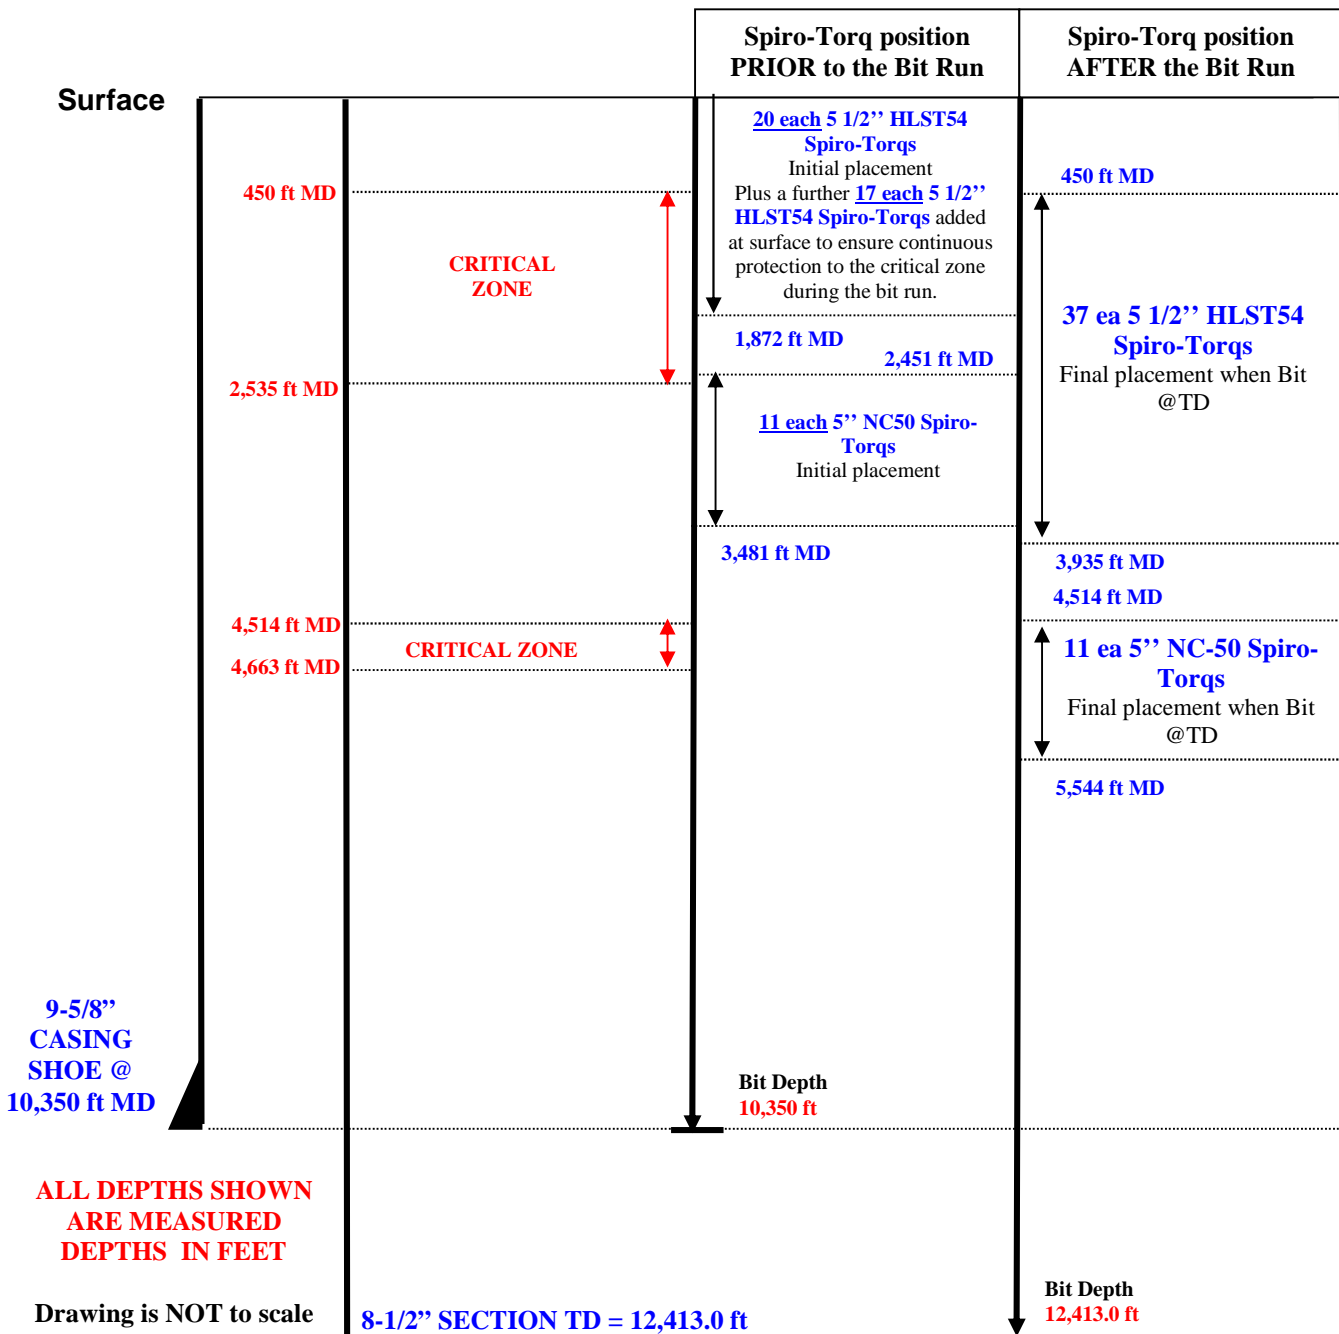 Spiro-Torq position
PRIOR to the Bit Run
Spiro-Torq position
AFTER the Bit Run
Surface
20 each 5 1/2’’ HLST54
Spiro-Torqs
Initial placement
Plus a further 17 each 5 1/2’’
HLST54 Spiro-Torqs added
at surface to ensure continuous
protection to the critical zone
during the bit run.
450 ft MD
450 ft MD
CRITICAL
ZONE
37 ea 5 1/2’’ HLST54
Spiro-Torqs
Final placement when Bit
@TD
1,872 ft MD
2,451 ft MD
2,535 ft MD
11 each 5’’ NC50 Spiro-
Torqs
Initial placement
3,481 ft MD
3,935 ft MD
4,514 ft MD
4,514 ft MD
CRITICAL ZONE
4,663 ft MD
11 ea 5’’ NC-50 Spiro-
Torqs
Final placement when Bit
@TD
5,544 ft MD
9-5/8”
CASING
SHOE @
10,350 ft MD
Bit Depth
10,350 ft
ALL DEPTHS SHOWN
ARE MEASURED
DEPTHS IN FEET
Drawing is NOT to scale
8-1/2” SECTION TD = 12,413.0 ft
Bit Depth
12,413.0 ft